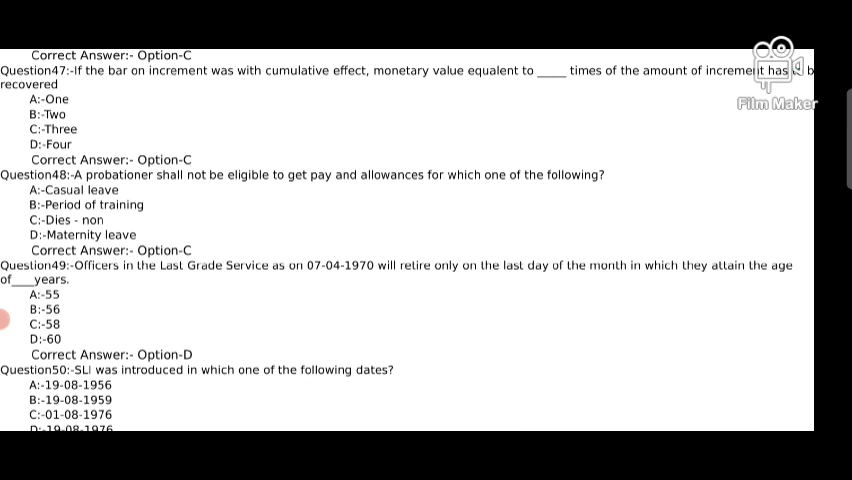 Correct Answer:- Option-C
Question47:-If the bar on increment was with cumulative effect, monetary value equalent to _____ times of the amount of increment has
recovered
A:-One
B:-Two
C:-Three
D:-Four
Correct Answer:- Option-C
Question48:-A probationer shall not be eligible to get pay and allowances for which one of the following?
A:-Casual leave
B:-Period of training
C:-Dies - non
D:-Maternity leave
Correct Answer:- Option-C
Question49:-Officers in the Last Grade Service as on 07-04-1970 will retire only on the last day of the month in which they attain the age
of____years.
A:-55
B:-56
C:-58
D:-60
Correct Answer:- Option-D
Question50:-SLI was introduced in which one of the following dates?
A:-19-08-1956
B:-19-08-1959
C:-01-08-1976
D:-19-08-1976
Film Maker